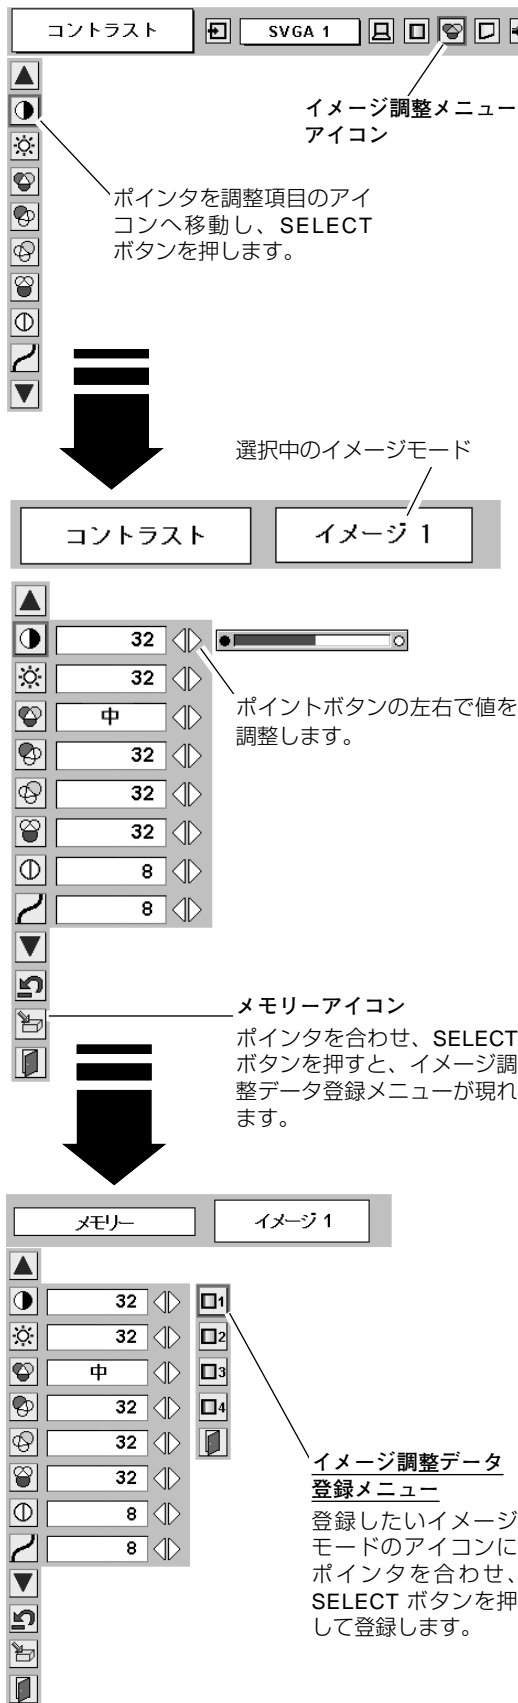 コントラスト
SVGA 1
イメージ調整メニュー
アイコン
ポインタを調整項目のアイ
コンへ移動し、SELECT
ボタンを押します。
選択中のイメージモード
コントラスト
イメージ 1
32
32
中
32
32
32
8
8
ポイントボタンの左右で値を
調整します。
メモリーアイコン
ポインタを合わせ、SELECT
ボタンを押すと、イメージ調
整データ登録メニューが現れ
ます。
メモリー
イメージ 1
32
1
32
2
中
3
32
4
32
32
8
8
イメージ調整データ
登録メニュー
登録したいイメージ
モードのアイコンに
ポインタを合わせ、
SELECT ボタンを押
して登録します。